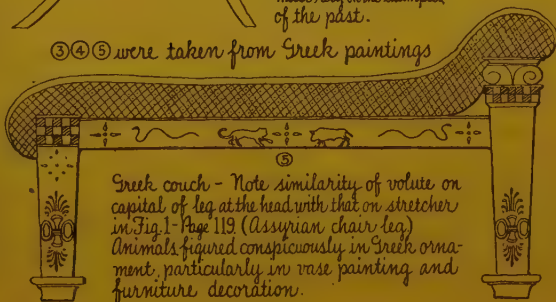 of the past.
③④⑤ were taken from Greek paintings
⑤
Greek couch - Note similarity of volute on
capital of leg at the head with that on stretcher
in Fig. 1 - Page 119. (Assyrian chair leg)
Animals figured conspicuously in Greek orna-
ment, particularly in vase painting and
furniture decoration.